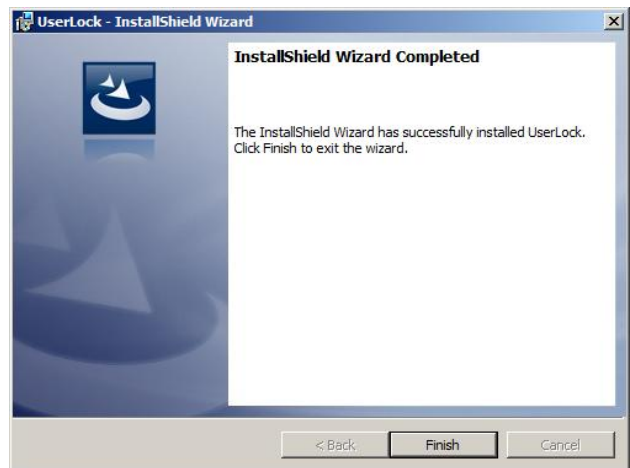 UserLock - InstallShield Wizard
InstallShield Wizard Completed
The InstallShield Wizard has successfully installed UserLock.
Click Finish to exit the wizard.
< Back
Finish
Cancel